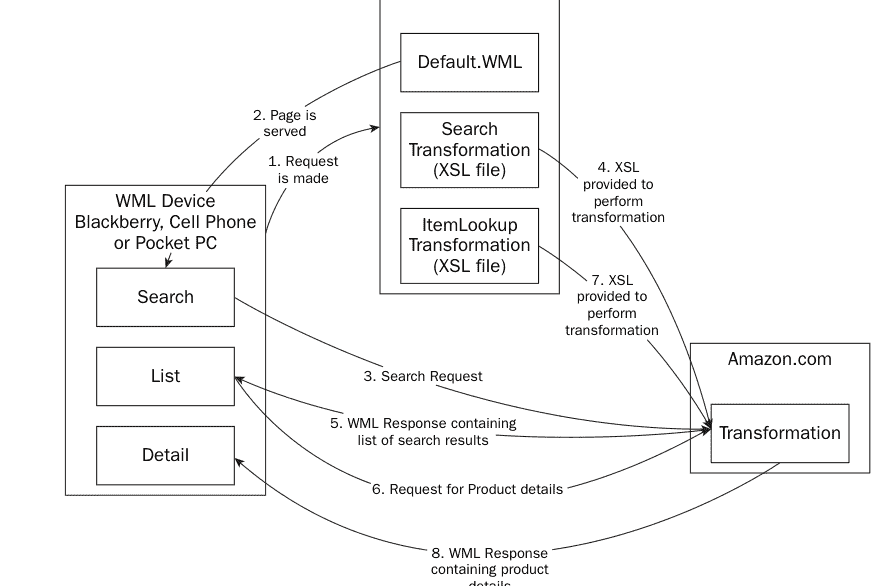 Default.WML
2. Page is
served
Search
Transformation
(XSL file)
1. Request
is made
4. XSL
provided to
perform
transformation
WML Device
Blackberry, Cell Phone
or Pocket PC
ItemLookup
Transformation
(XSL file)
Search
7. XSL
provided to
perform
transformation
Amazon.com
List
3. Search Request
5. WML Response containing
list of search results
Transformation
Detail
6. Request for Product details
8. WML Response
containing product
details